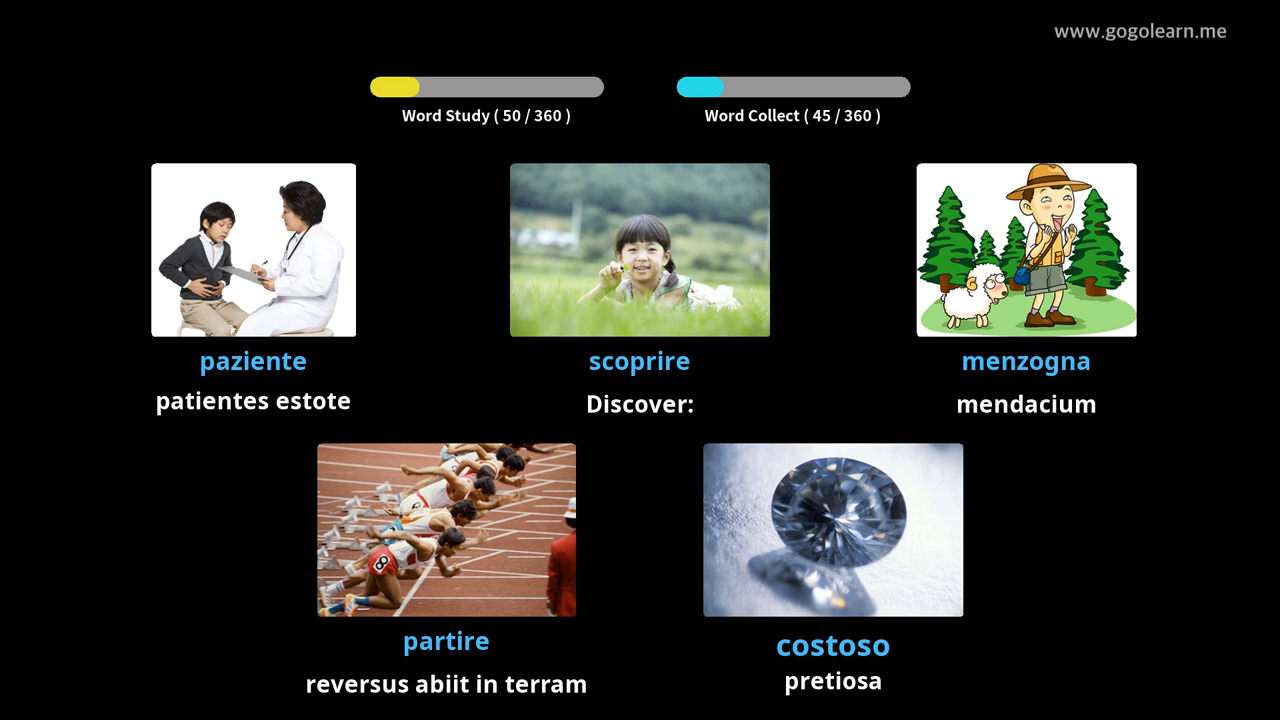 www.gogolearn.me
Word Study ( 50 / 360 )
Word Collect ( 45 / 360 )
paziente
patientes estote
scoprire
Discover:
menzogna
mendacium
partire
reversus abiit in terram
costoso
pretiosa